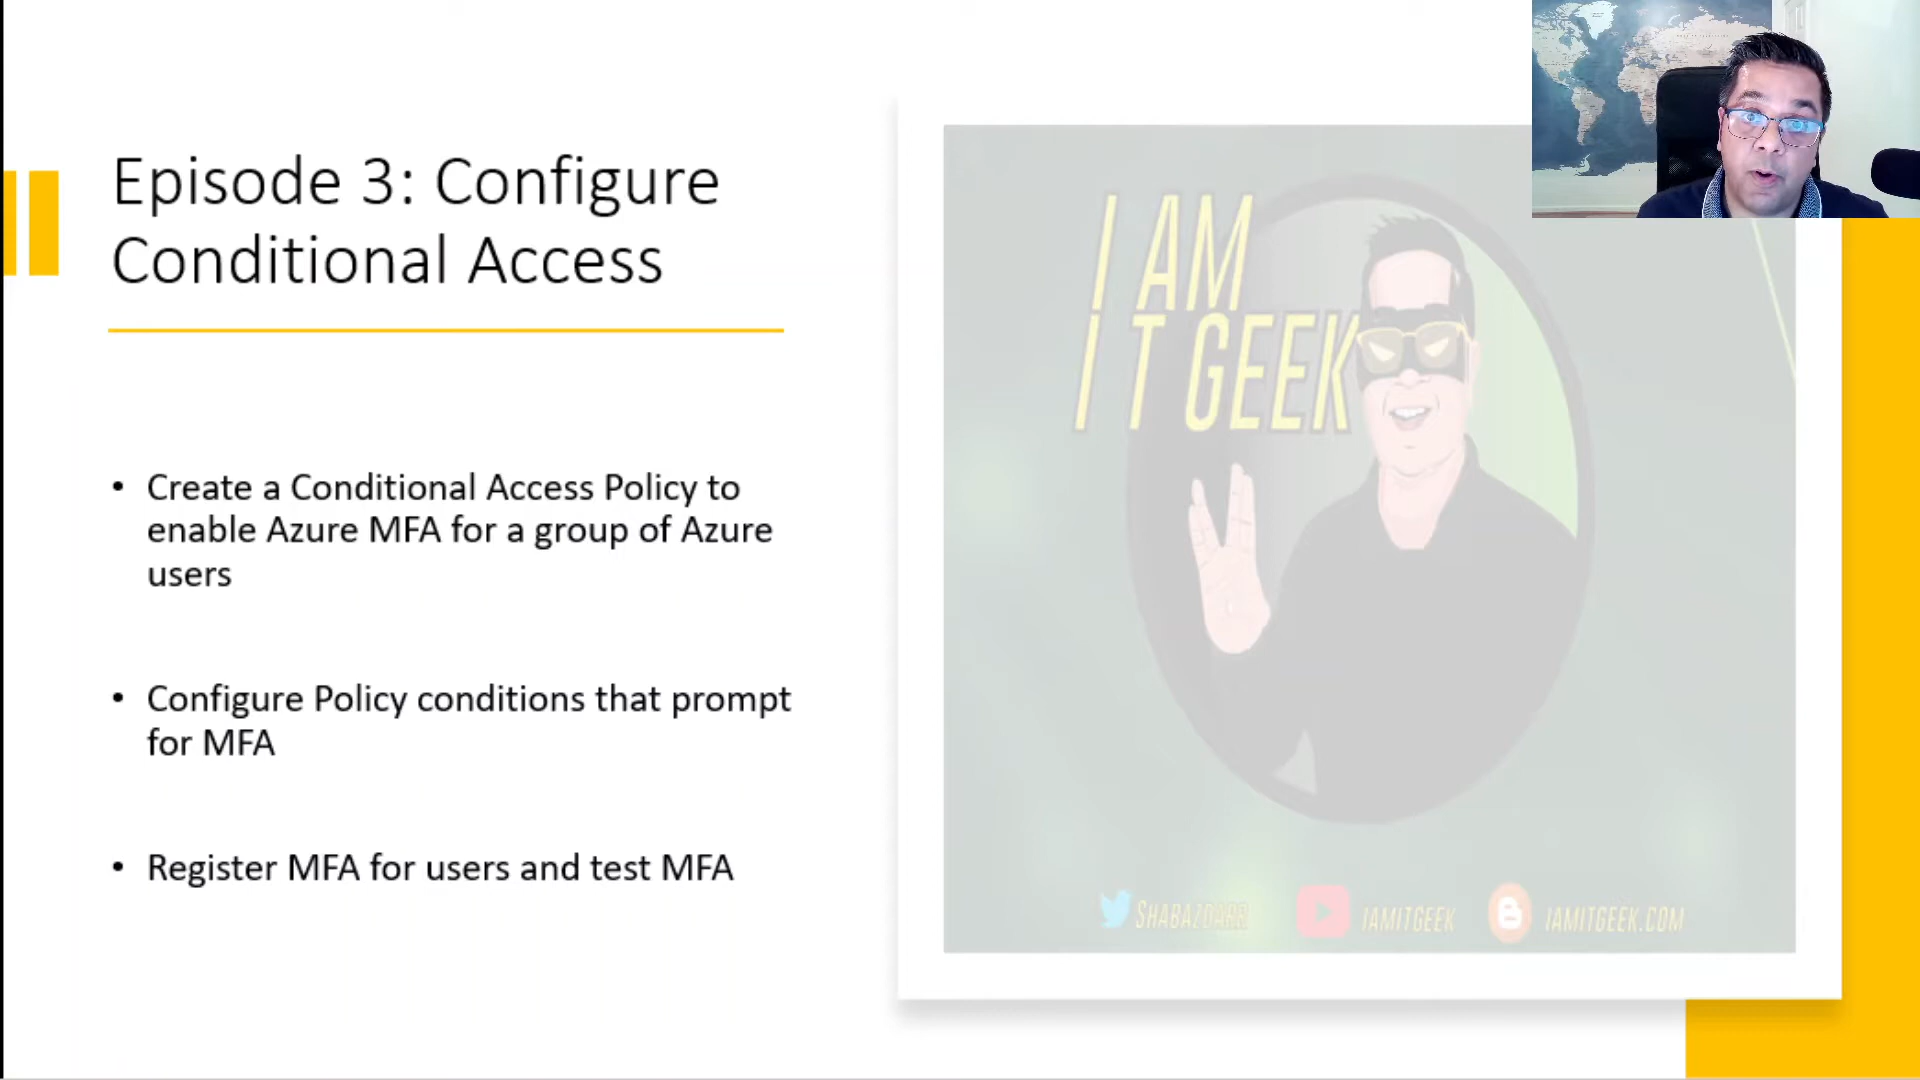 Episode 3: Configure
Conditional Access
• Create a Conditional Access Policy to
enable Azure MFA for a group of Azure
users
• Configure Policy conditions that prompt
for MFA
• Register MFA for users and test MFA
I AM
I T GEEK
SHABAZDARR
IAMITGEEK
IAMITGEEK.COM